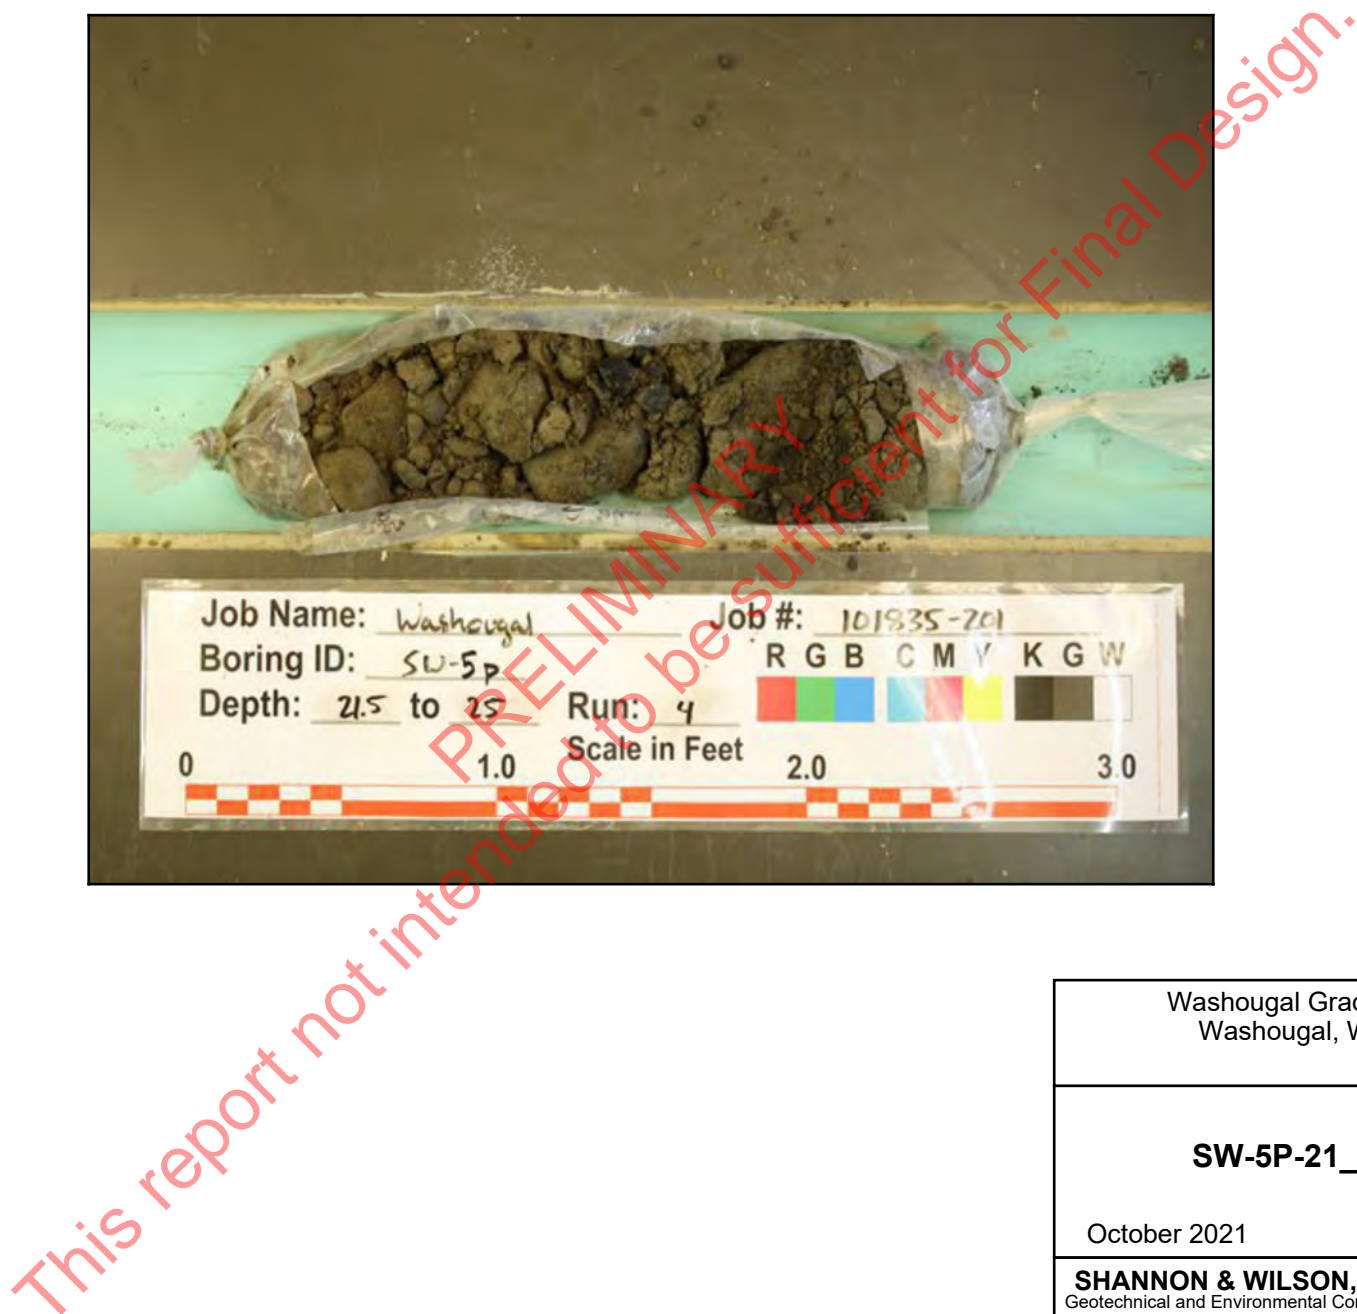 Job Name: Washougal Job #: 101835-201
Boring ID: SW-5p R G B C M Y K G W
Depth: 21.5 to 25 Run: 4
Scale in Feet
0 1.0 2.0 3.0
PRELIMINARY
This report not intended to be sufficient for Final Design.
Washougal
Washougal,
SW-5P-21_
October 2021
SHANNON & WILSON,
Geotechnical and Environmental